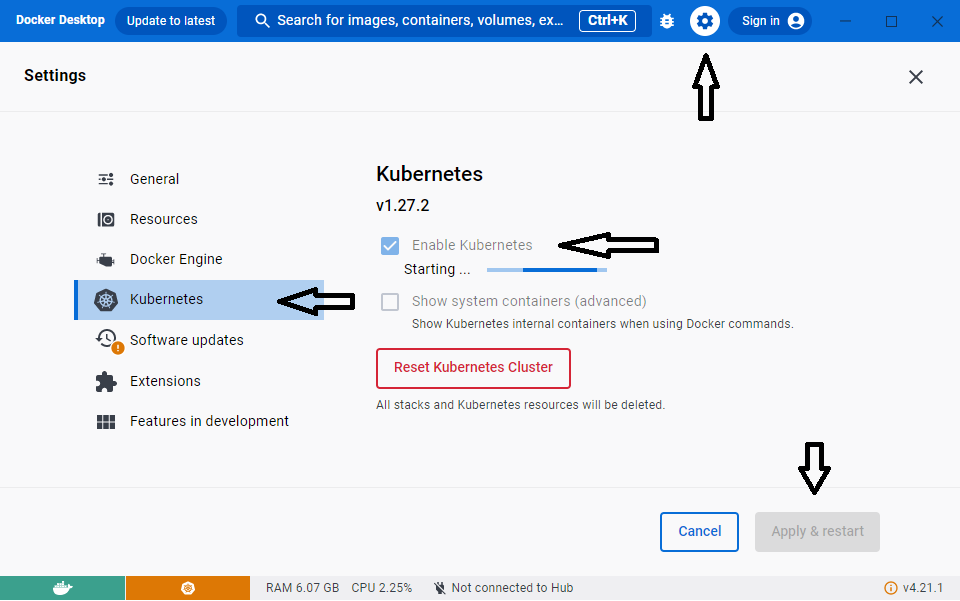 Docker Desktop
Update to latest
Search for images, containers, volumes, ex...
Ctrl+K
Sign in
Settings
General
Resources
Docker Engine
Kubernetes
Software updates
Extensions
Features in development
Kubernetes
v1.27.2
Enable Kubernetes
Starting ...
Show system containers (advanced)
Show Kubernetes internal containers when using Docker commands.
Reset Kubernetes Cluster
All stacks and Kubernetes resources will be deleted.
Cancel
Apply & restart
RAM 6.07 GB
CPU 2.25%
Not connected to Hub
v4.21.1